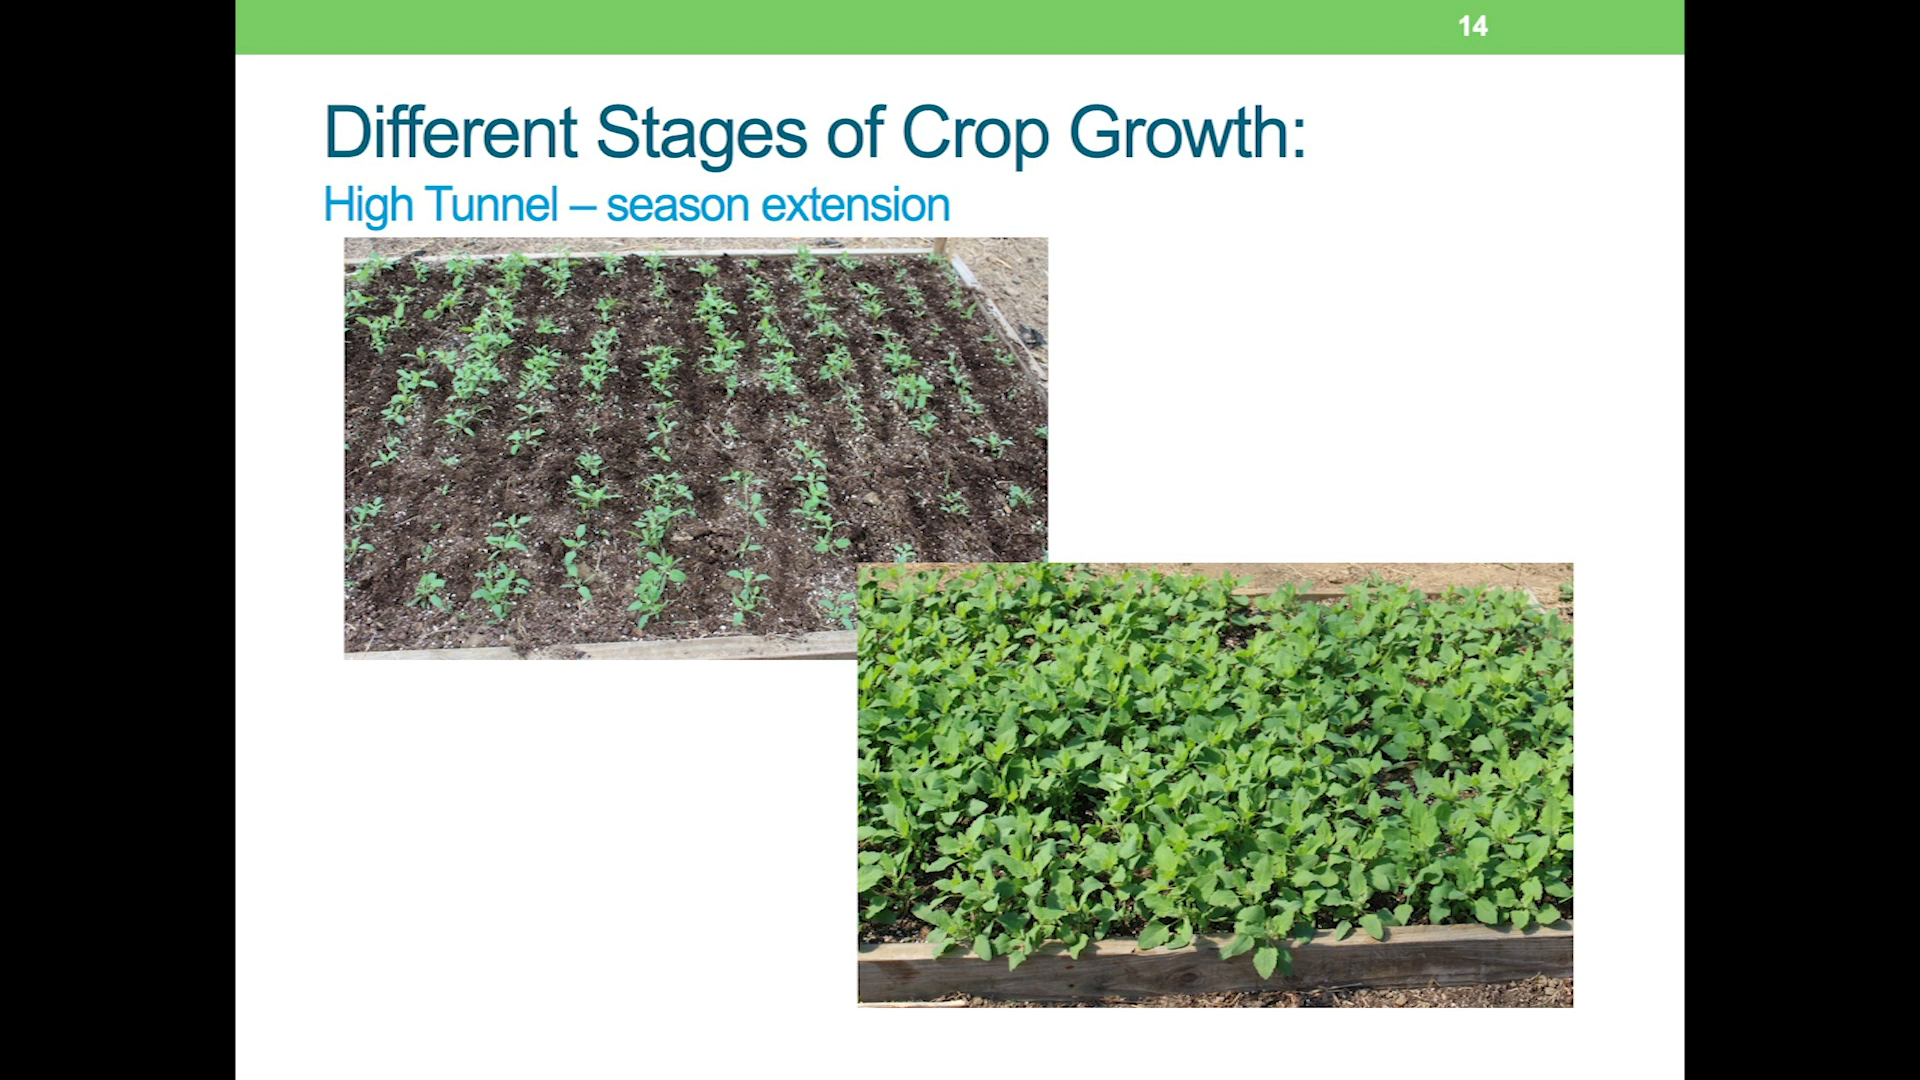 14
Different Stages of Crop Growth:
High Tunnel – season extension